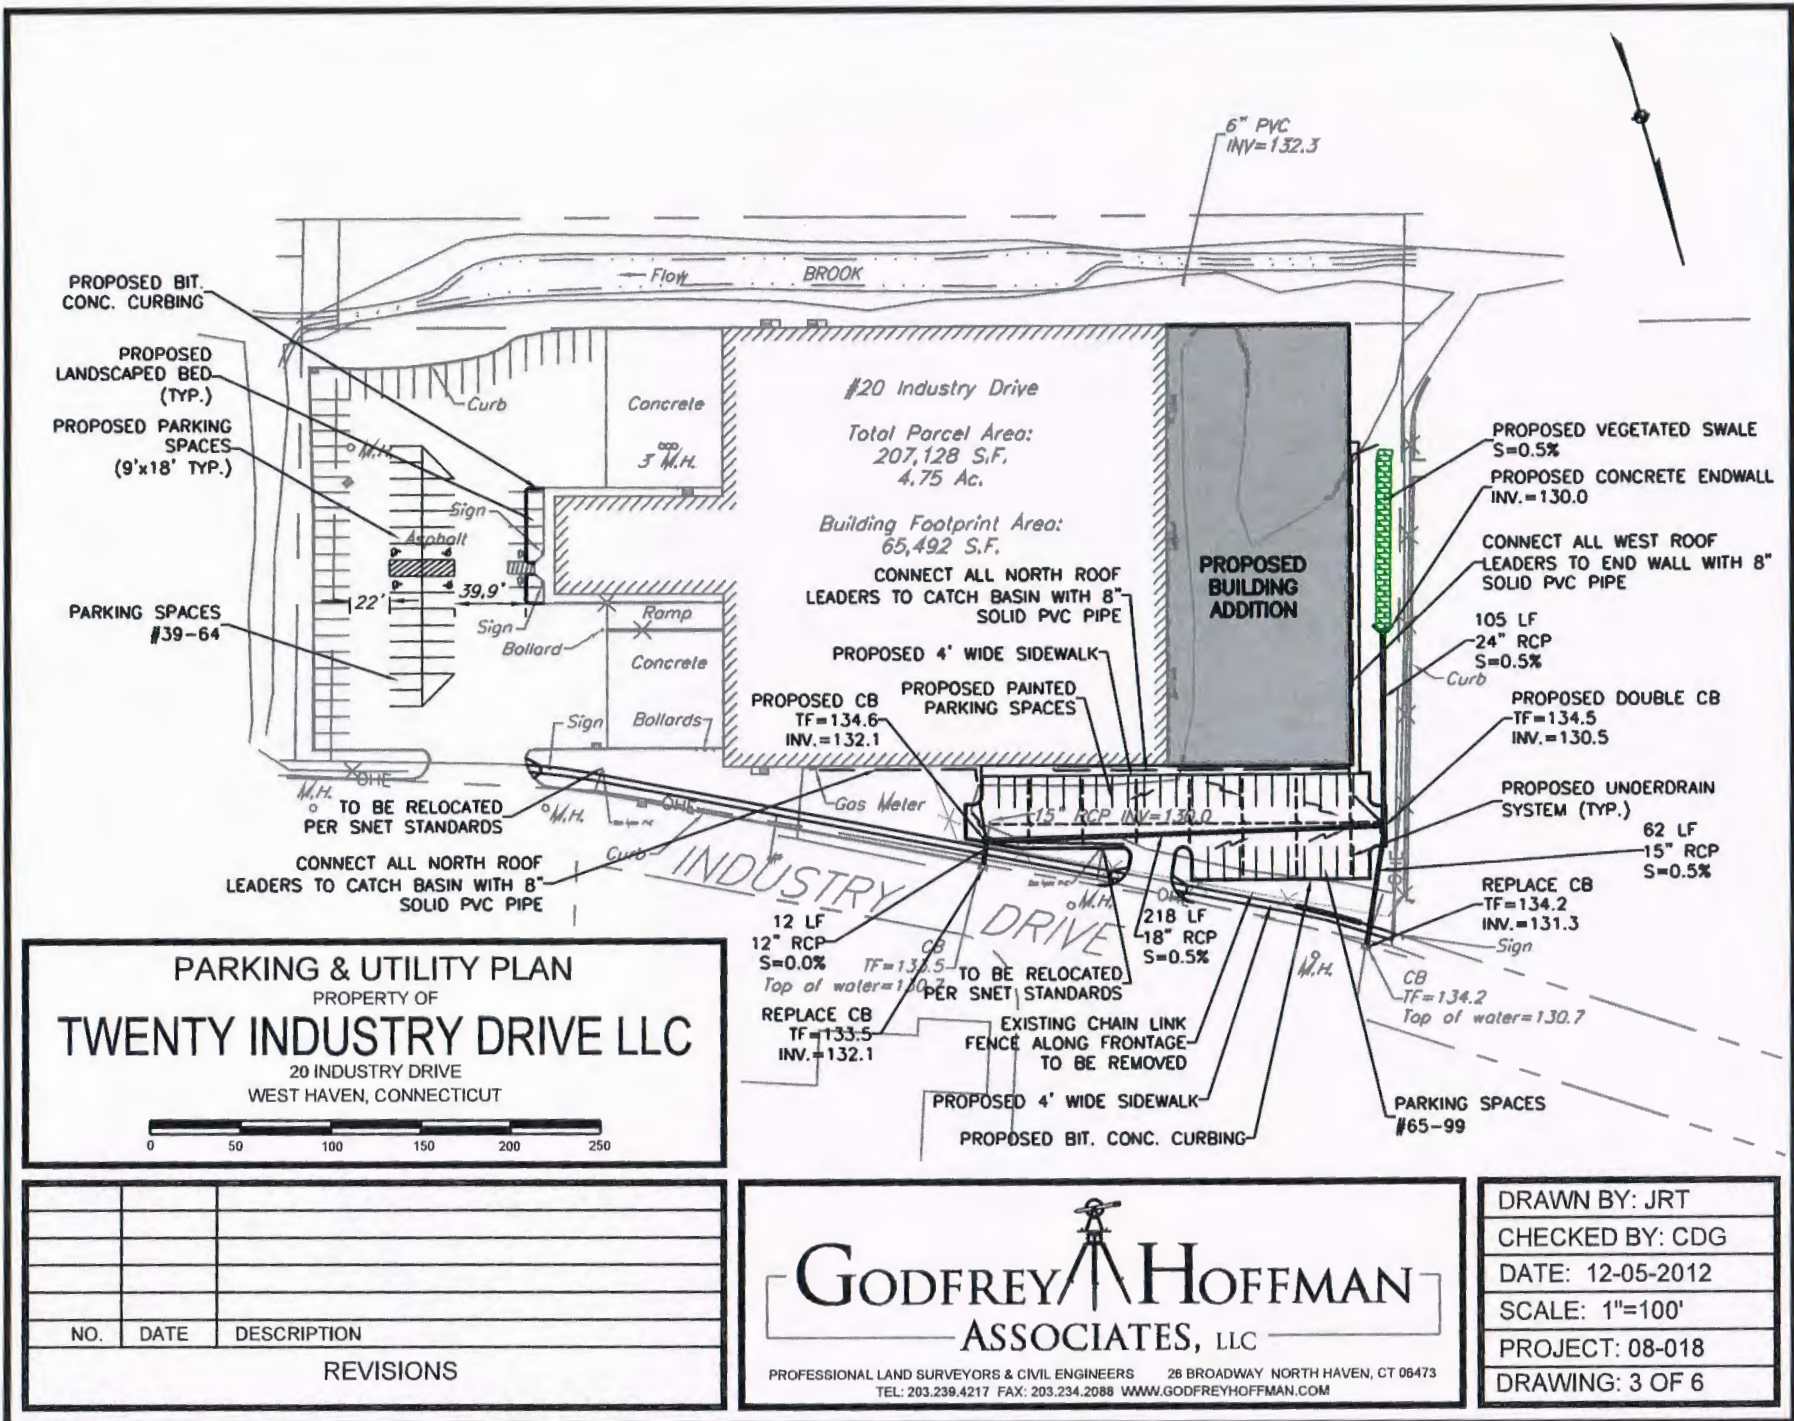 6" PVC
INV=132.3
Flow
BROOK
PROPOSED BIT.
CONC. CURBING
PROPOSED
LANDSCAPED BED
(TYP.)
PROPOSED PARKING
SPACES
(9'x18' TYP.)
PARKING SPACES
#39-64
Curb
M.H.
Asphalt
22'
39.9'
Sign
Sign
Bollard
Concrete
3 M.H.
Ramp
Concrete
Sign
Bollards
#20 Industry Drive
Total Parcel Area:
207,128 S.F.
4.75 Ac.
Building Footprint Area:
65,492 S.F.
CONNECT ALL NORTH ROOF
LEADERS TO CATCH BASIN WITH 8"
SOLID PVC PIPE
PROPOSED 4' WIDE SIDEWALK
PROPOSED PAINTED
PARKING SPACES
PROPOSED CB
TF=134.6
INV.=132.1
PROPOSED
BUILDING
ADDITION
PROPOSED VEGETATED SWALE
S=0.5%
PROPOSED CONCRETE ENDWALL
INV.=130.0
CONNECT ALL WEST ROOF
LEADERS TO END WALL WITH 8"
SOLID PVC PIPE
105 LF
24" RCP
S=0.5%
Curb
PROPOSED DOUBLE CB
TF=134.5
INV.=130.5
PROPOSED UNDERDRAIN
SYSTEM (TYP.)
62 LF
15" RCP
S=0.5%
REPLACE CB
TF=134.2
INV.=131.3
Sign
OHE
M.H.
TO BE RELOCATED
PER SNET STANDARDS
M.H.
OHE
Gas Meter
15" RCP INV=130.0
Curb
CONNECT ALL NORTH ROOF
LEADERS TO CATCH BASIN WITH 8"
SOLID PVC PIPE
INDUSTRY DRIVE
M.H.
OHE
12 LF
12" RCP
S=0.0%
CB
TF=133.5
Top of water=130.7
218 LF
18" RCP
S=0.5%
TO BE RELOCATED
PER SNET STANDARDS
REPLACE CB
TF=133.5
INV.=132.1
EXISTING CHAIN LINK
FENCE ALONG FRONTAGE
TO BE REMOVED
M.H.
CB
TF=134.2
Top of water=130.7
PROPOSED 4' WIDE SIDEWALK
PROPOSED BIT. CONC. CURBING
PARKING SPACES
#65-99
PARKING & UTILITY PLAN
PROPERTY OF
TWENTY INDUSTRY DRIVE LLC
20 INDUSTRY DRIVE
WEST HAVEN, CONNECTICUT
0 50 100 150 200 250
NO. DATE DESCRIPTION
REVISIONS
GODFREY HOFFMAN
ASSOCIATES, LLC
PROFESSIONAL LAND SURVEYORS & CIVIL ENGINEERS 26 BROADWAY NORTH HAVEN, CT 06473
TEL: 203.239.4217 FAX: 203.234.2088 WWW.GODFREYHOFFMAN.COM
DRAWN BY: JRT
CHECKED BY: CDG
DATE: 12-05-2012
SCALE: 1"=100'
PROJECT: 08-018
DRAWING: 3 OF 6